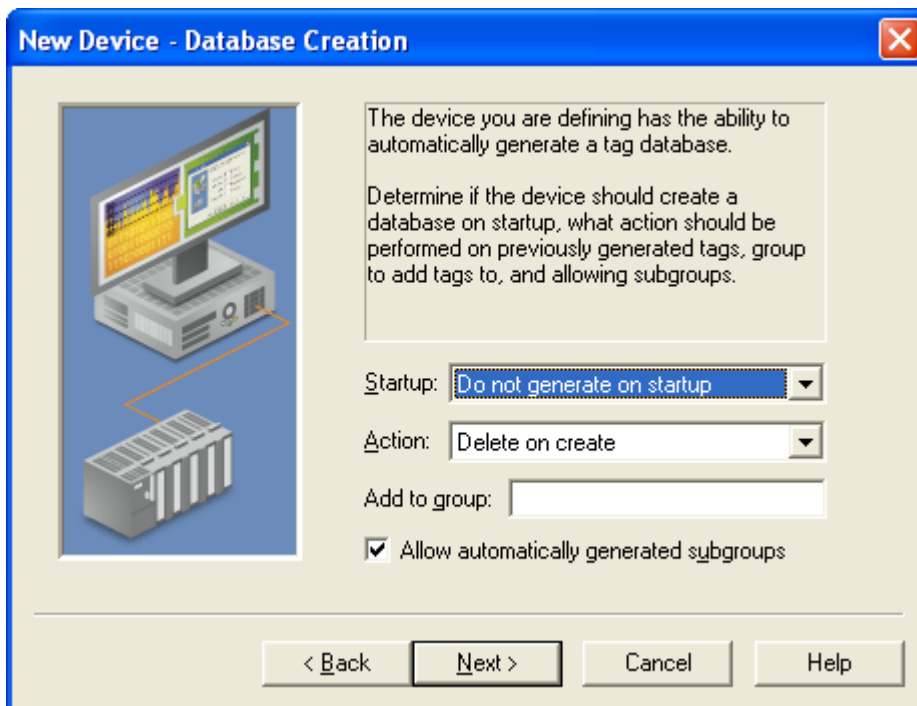 New Device - Database Creation
The device you are defining has the ability to
automatically generate a tag database.
Determine if the device should create a
database on startup, what action should be
performed on previously generated tags, group
to add tags to, and allowing subgroups.
Startup: Do not generate on startup
Action: Delete on create
Add to group:
Allow automatically generated subgroups
< Back Next > Cancel Help